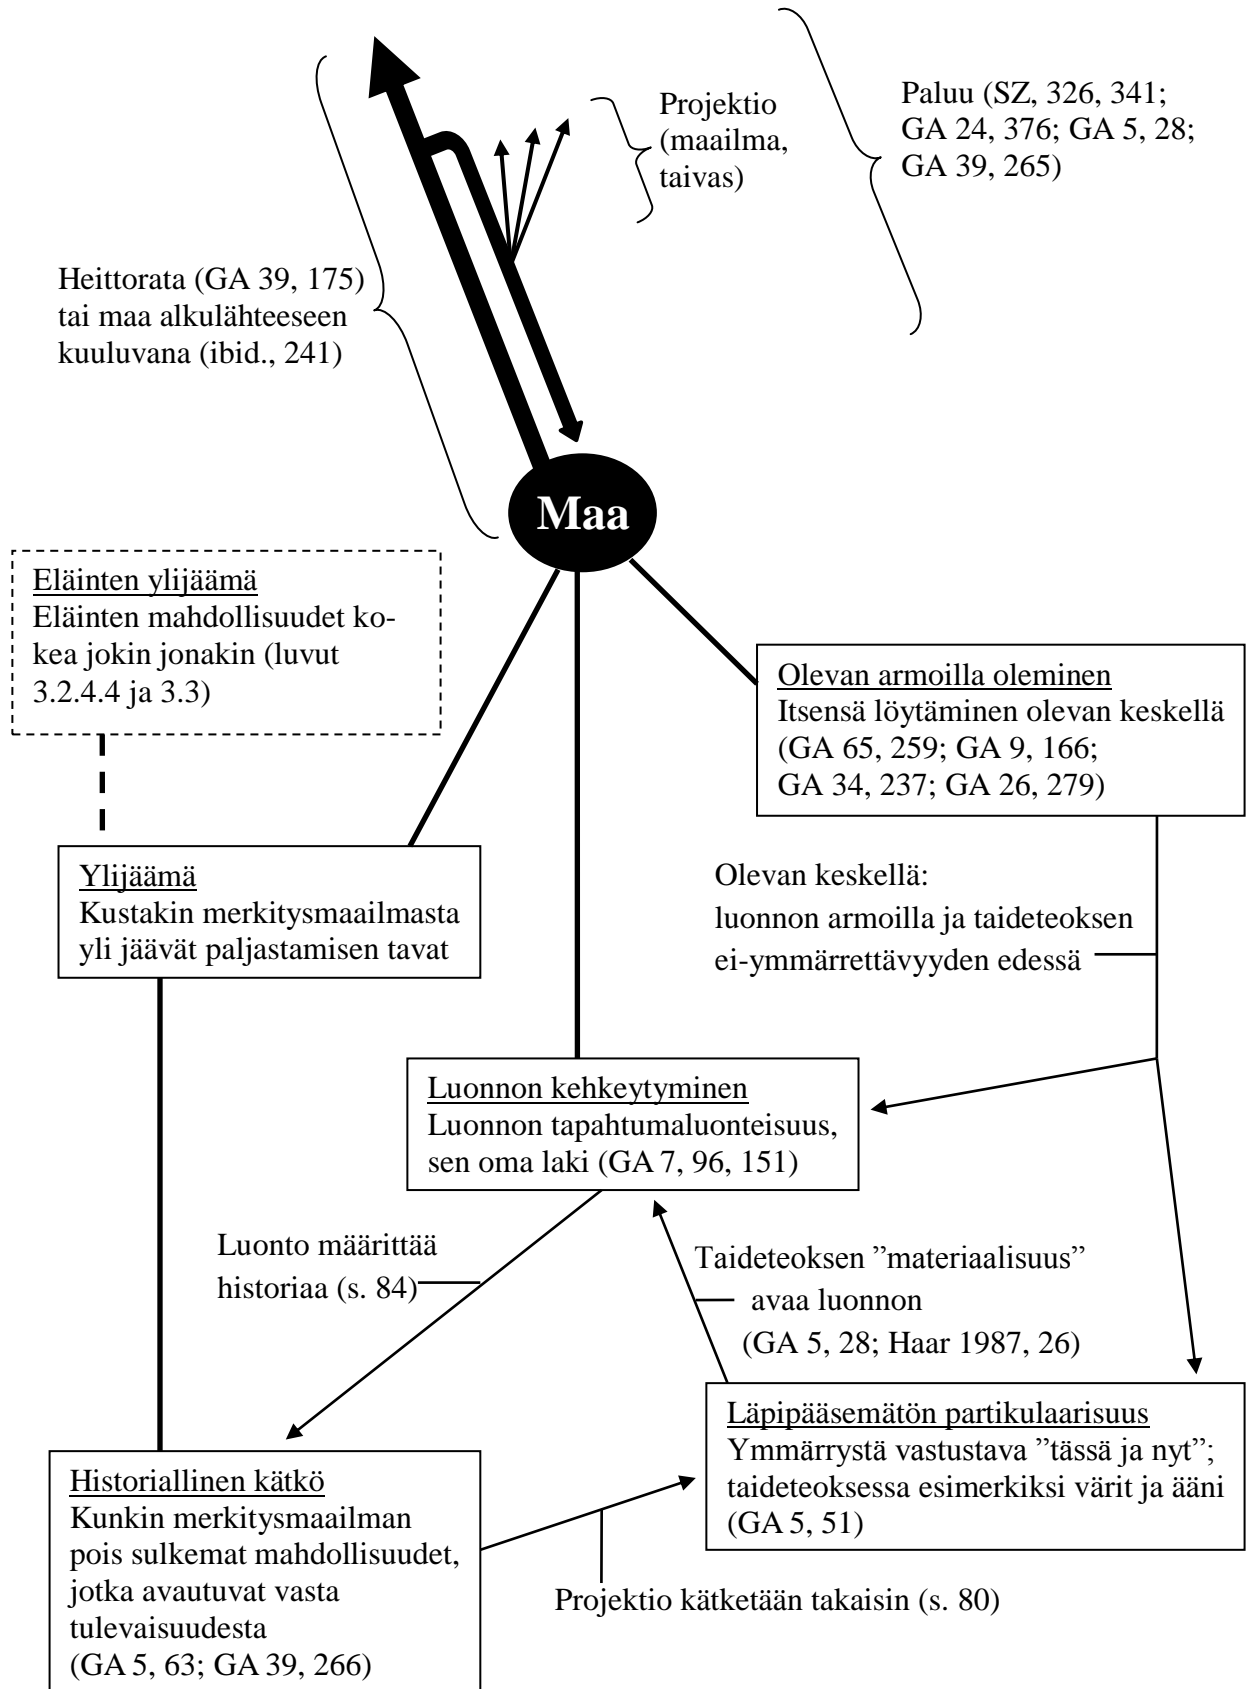 Projektio
(maailma,
taivas)
Paluu (SZ, 326, 341;
GA 24, 376; GA 5, 28;
GA 39, 265)
Heittorata (GA 39, 175)
tai maa alkulähteeseen
kuuluvana (ibid., 241)
Maa
Eläinten ylijäämä
Eläinten mahdollisuudet ko-
kea jokin jonakin (luvut
3.2.4.4 ja 3.3)
Olevan armoilla oleminen
Itsensä löytäminen olevan keskellä
(GA 65, 259; GA 9, 166;
GA 34, 237; GA 26, 279)
Ylijäämä
Kustakin merkitysmaailmasta
yli jäävät paljastamisen tavat
Olevan keskellä:
luonnon armoilla ja taideteoksen
ei-ymmärrettävyyden edessä
Luonnon kehkeytyminen
Luonnon tapahtumaluonteisuus,
sen oma laki (GA 7, 96, 151)
Luonto määrittää
historiaa (s. 84)
Taideteoksen ”materiaalisuus”
avaa luonnon
(GA 5, 28; Haar 1987, 26)
Läpipääsemätön partikulaarisuus
Ymmärrystä vastustava ”tässä ja nyt”;
taideteoksessa esimerkiksi värit ja ääni
(GA 5, 51)
Historiallinen kätkö
Kunkin merkitysmaailman
pois sulkemat mahdollisuudet,
jotka avautuvat vasta
tulevaisuudesta
(GA 5, 63; GA 39, 266)
Projektio kätketään takaisin (s. 80)